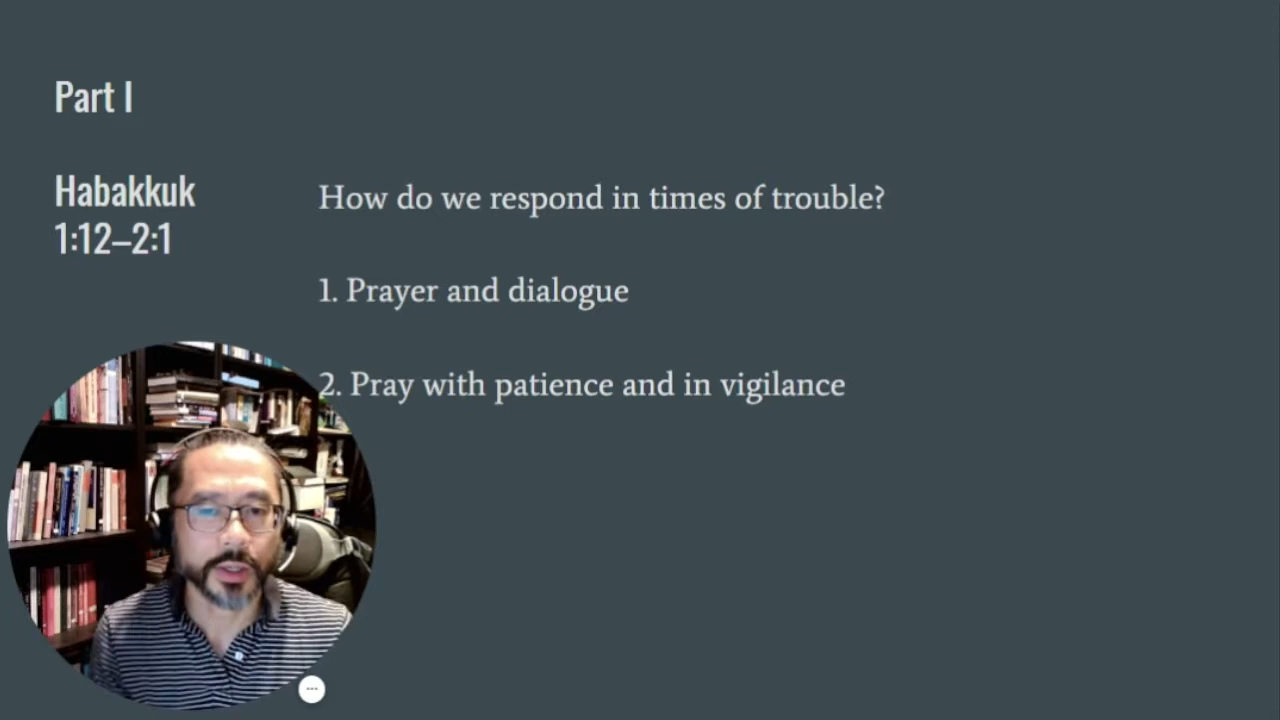 Part I
Habakkuk
1:12–2:1
How do we respond in times of trouble?
1. Prayer and dialogue
2. Pray with patience and in vigilance